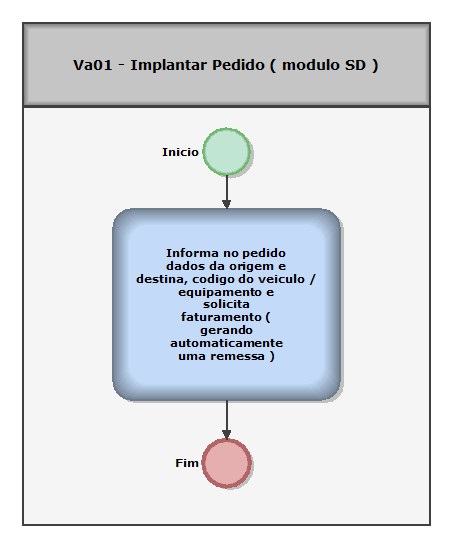 Va01 - Implantar Pedido ( modulo SD )
Inicio
Informa no pedido
dados da origem e
destina, codigo do veiculo /
equipamento e
solicita
faturamento (
gerando
automaticamente
uma remessa )
Fim